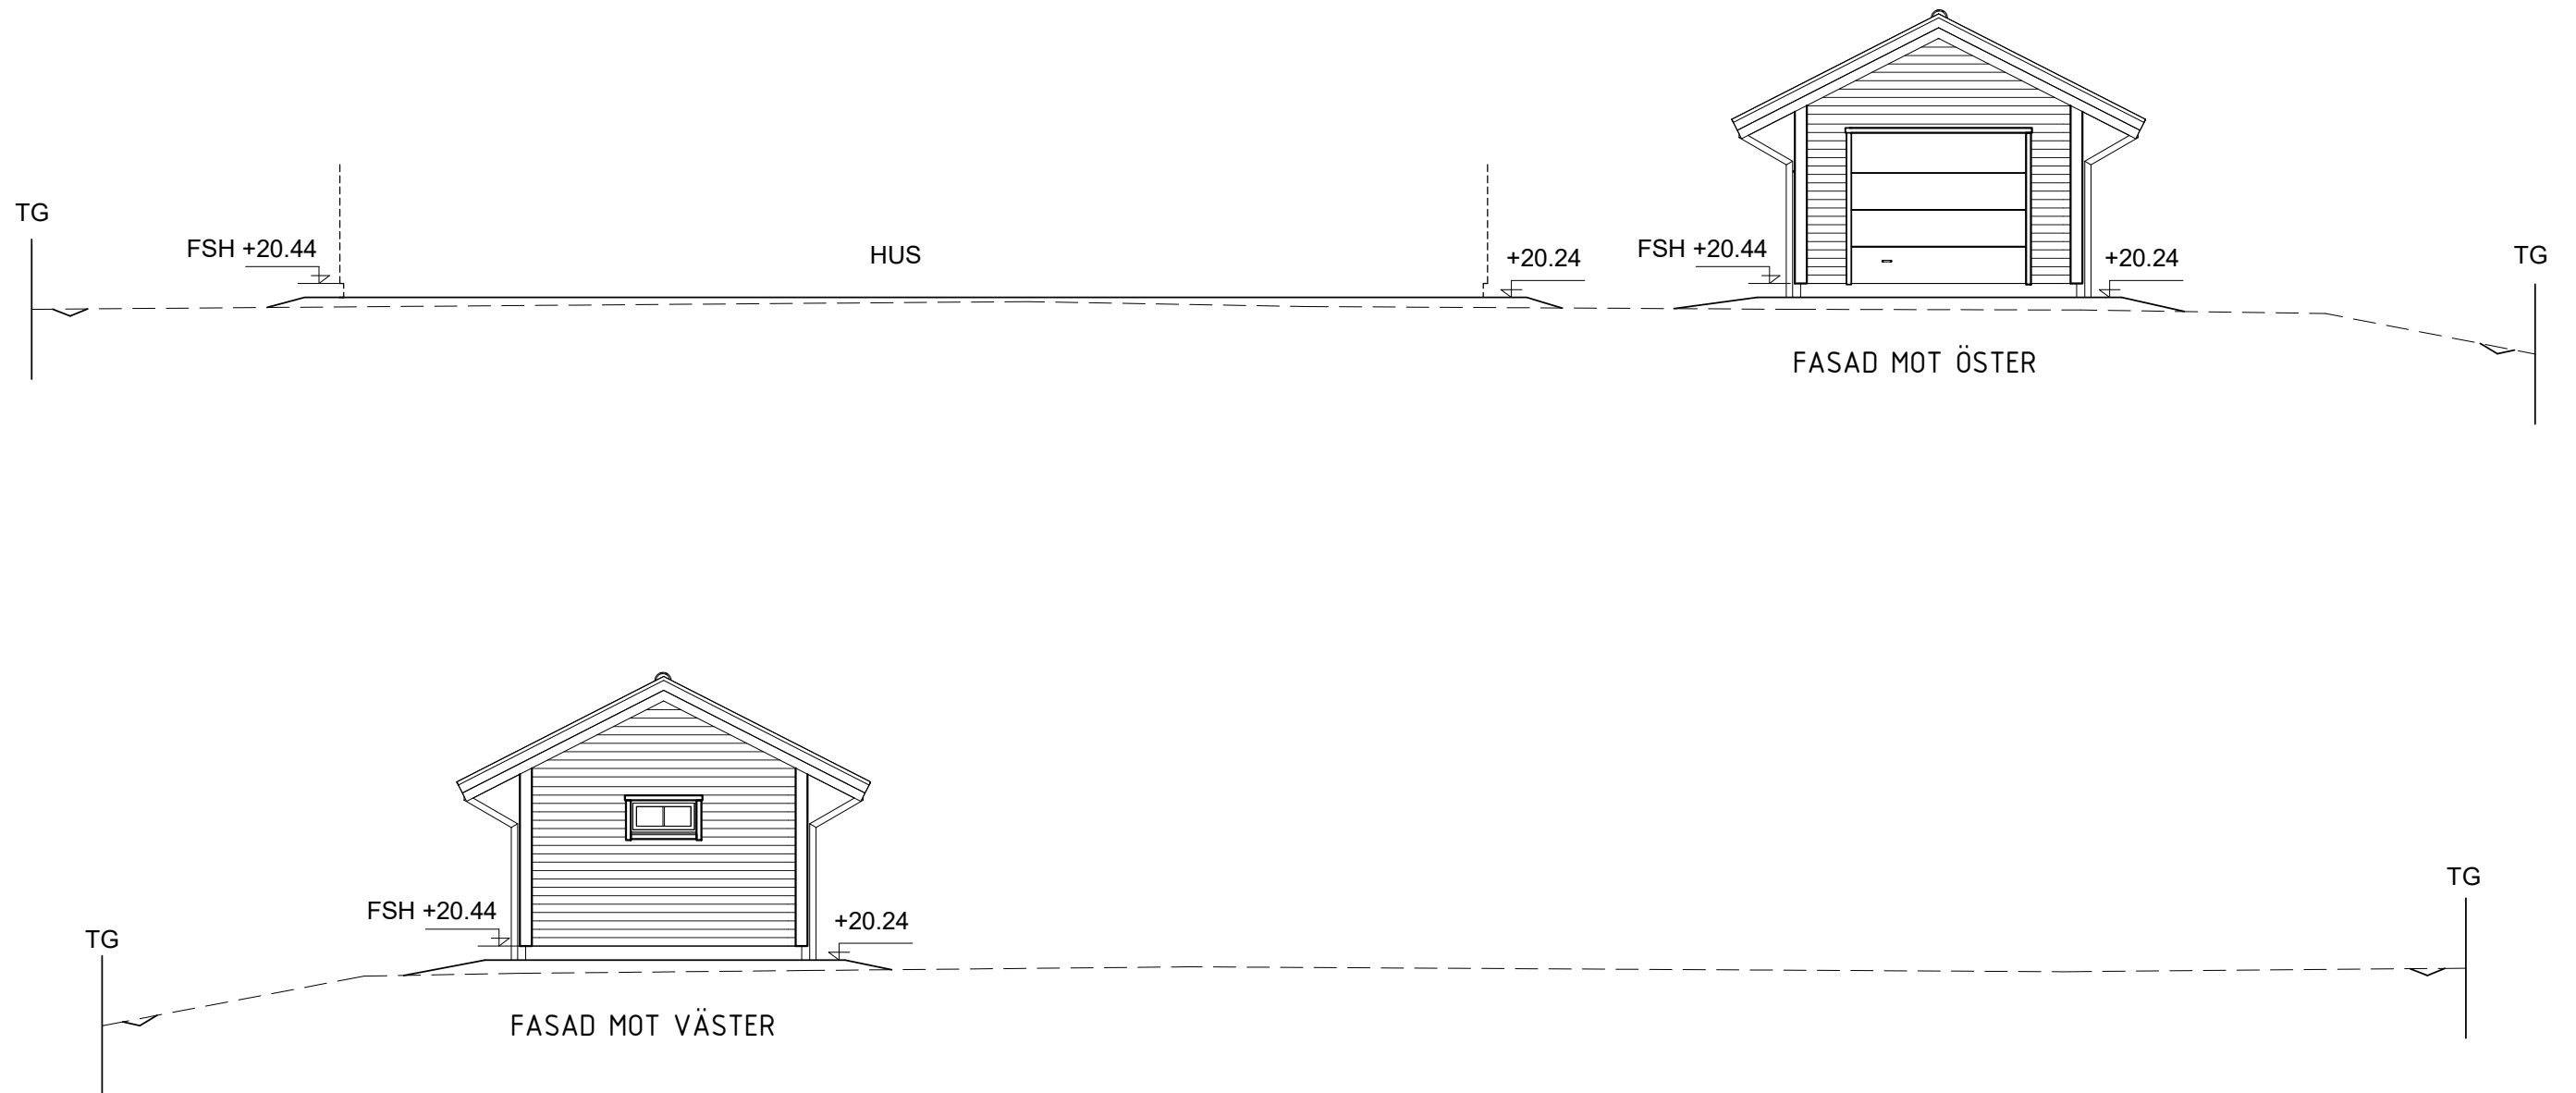 TG
FSH +20.44
HUS
+20.24
FSH +20.44
+20.24
TG
FASAD MOT ÖSTER
TG
FSH +20.44
+20.24
TG
FASAD MOT VÄSTER